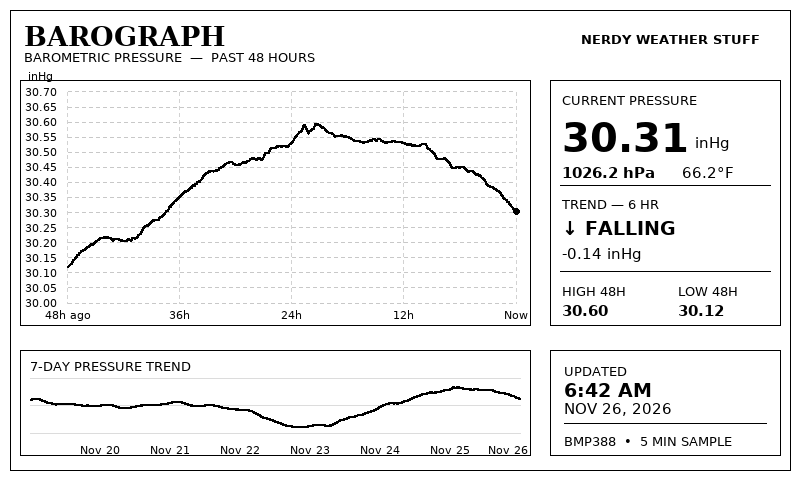 BAROGRAPH
BAROMETRIC PRESSURE — PAST 48 HOURS
NERDY WEATHER STUFF
inHg
30.70
30.65
30.60
30.55
30.50
30.45
30.40
30.35
30.30
30.25
30.20
30.15
30.10
30.05
30.00
48h ago 36h 24h 12h Now
CURRENT PRESSURE
30.31 inHg
1026.2 hPa 66.2°F
TREND — 6 HR
↓ FALLING
-0.14 inHg
HIGH 48H LOW 48H
30.60 30.12
7-DAY PRESSURE TREND
Nov 20 Nov 21 Nov 22 Nov 23 Nov 24 Nov 25 Nov 26
UPDATED
6:42 AM
NOV 26, 2026
BMP388 • 5 MIN SAMPLE